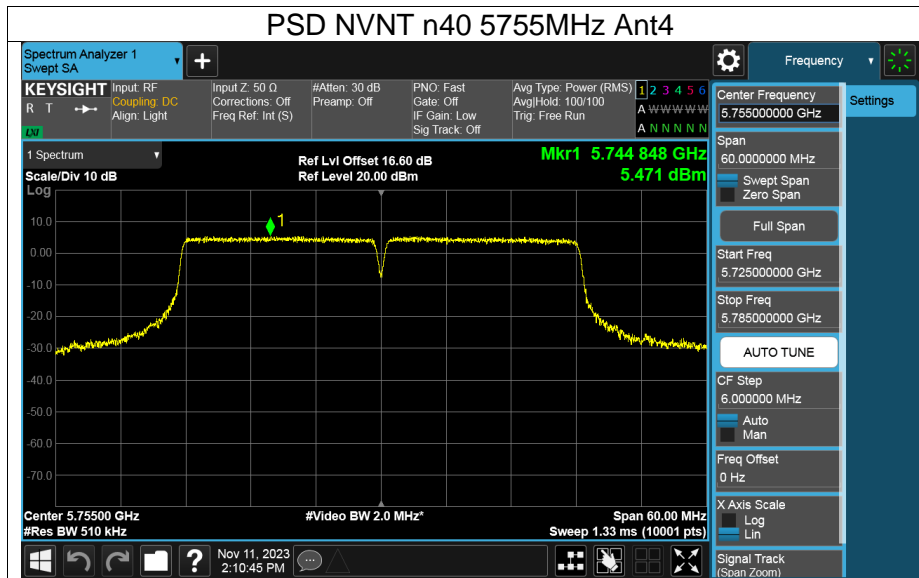 PSD NVNT n40 5755MHz Ant4
Spectrum Analyzer 1
Swept SA
+
Frequency
KEYSIGHT
R T
LXI
Input: RF
Coupling: DC
Align: Light
Input Z: 50 Ω
Corrections: Off
Freq Ref: Int (S)
#Atten: 30 dB
Preamp: Off
PNO: Fast
Gate: Off
IF Gain: Low
Sig Track: Off
Avg Type: Power (RMS)
Avg|Hold: 100/100
Trig: Free Run
1 2 3 4 5 6
A W W W W W
A N N N N N
1 Spectrum
Scale/Div 10 dB
Log
Ref Lvl Offset 16.60 dB
Ref Level 20.00 dBm
Mkr1 5.744 848 GHz
5.471 dBm
1
10.0
0.00
-10.0
-20.0
-30.0
-40.0
-50.0
-60.0
-70.0
Center 5.75500 GHz
#Res BW 510 kHz
#Video BW 2.0 MHz*
Span 60.00 MHz
Sweep 1.33 ms (10001 pts)
Center Frequency
5.755000000 GHz
Settings
Span
60.0000000 MHz
Swept Span
Zero Span
Full Span
Start Freq
5.725000000 GHz
Stop Freq
5.785000000 GHz
AUTO TUNE
CF Step
6.000000 MHz
Auto
Man
Freq Offset
0 Hz
X Axis Scale
Log
Lin
Signal Track
(Span Zoom)
?
Nov 11, 2023
2:10:45 PM